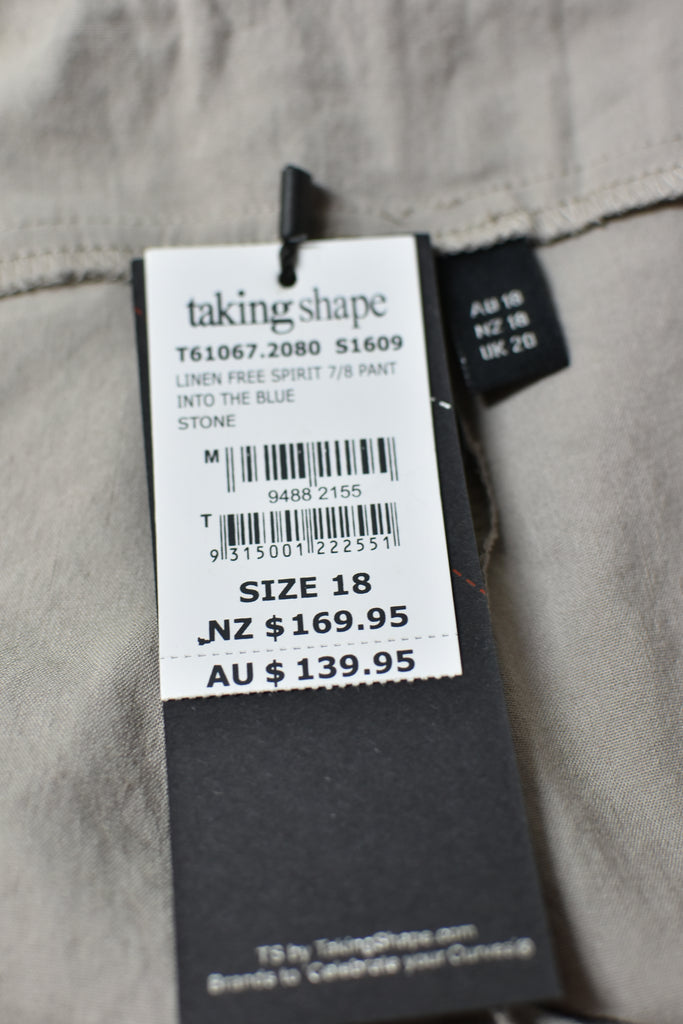 taking shape
T61067.2080 S1609
LINEN FREE SPIRIT 7/8 PANT
INTO THE BLUE
STONE
M
9488 2155
T
9 315001 222551
SIZE 18
NZ $ 169.95
AU $ 139.95
AU 18
NZ 18
UK 20
TS by TakingShape.com
Brands to 'Celebrate your Curves®